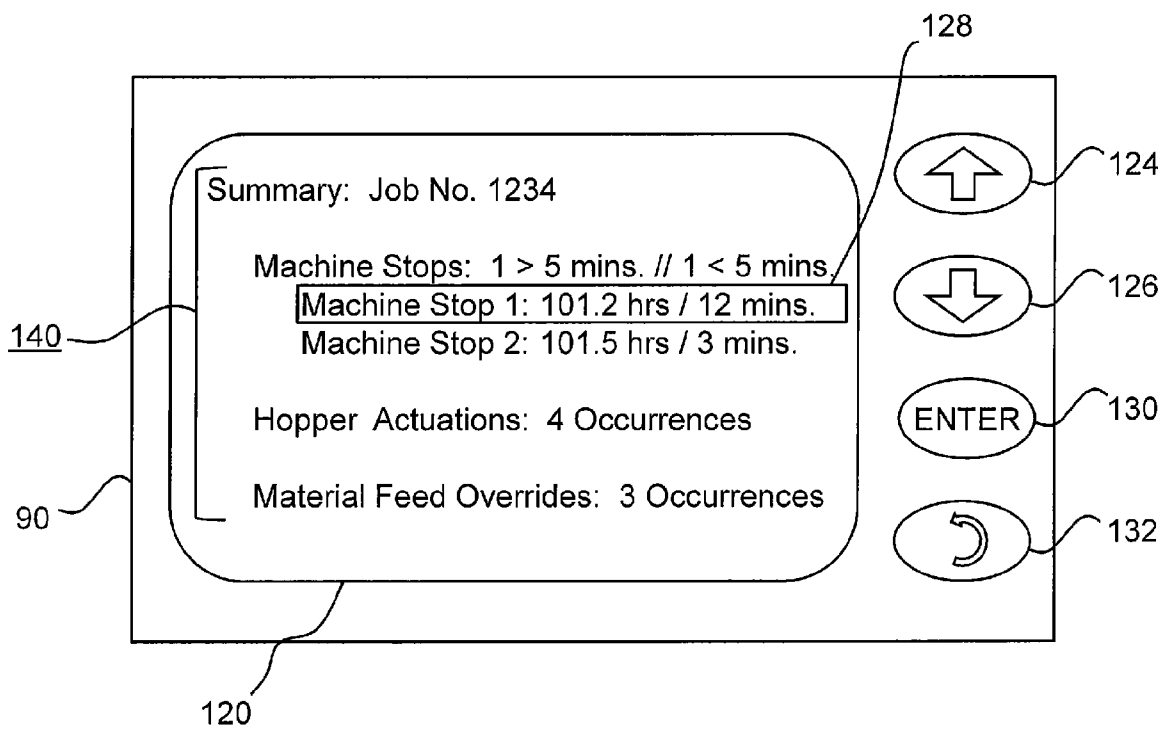 128
124
Summary: Job No. 1234
Machine Stops: 1 > 5 mins. // 1 < 5 mins.
126
Machine Stop 1: 101.2 hrs / 12 mins.
140
Machine Stop 2: 101.5 hrs / 3 mins.
130
ENTER
Hopper Actuations: 4 Occurrences
Material Feed Overrides: 3 Occurrences
90
132
120